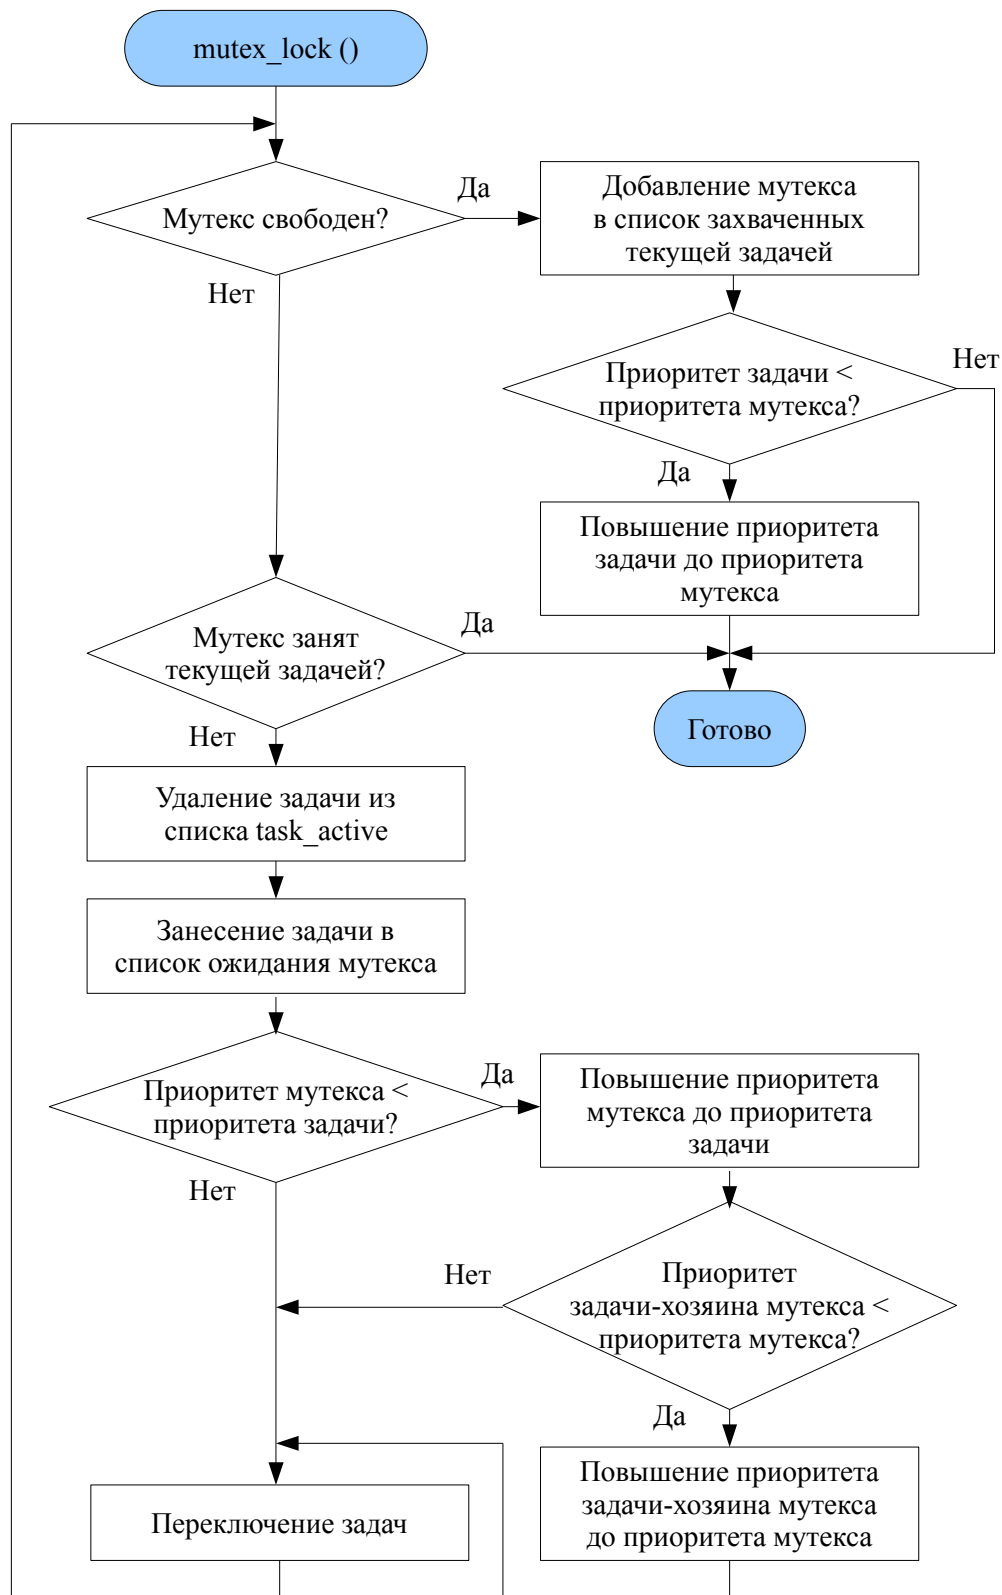 mutex_lock ()
Мутекс свободен?
Да
Добавление мутекса
в список захваченных
текущей задачей
Нет
Приоритет задачи <
приоритета мутекса?
Нет
Да
Повышение приоритета
задачи до приоритета
мутекса
Мутекс занят
текущей задачей?
Да
Нет
Готово
Удаление задачи из
списка task_active
Занесение задачи в
список ожидания мутекса
Приоритет мутекса <
приоритета задачи?
Да
Повышение приоритета
мутекса до приоритета
задачи
Нет
Приоритет
задачи-хозяина мутекса <
приоритета мутекса?
Нет
Да
Повышение приоритета
задачи-хозяина мутекса
до приоритета мутекса
Переключение задач